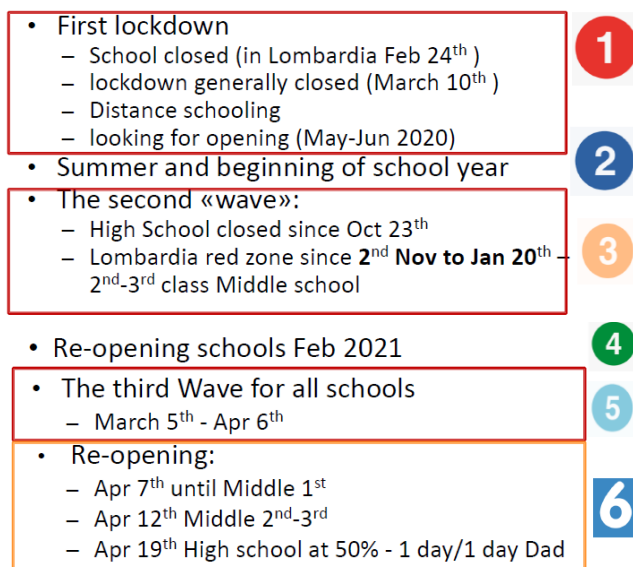 • First lockdown 1
– School closed (in Lombardia Feb 24th )
– lockdown generally closed (March 10th )
– Distance schooling
– looking for opening (May-Jun 2020)
• Summer and beginning of school year 2
• The second «wave»:
– High School closed since Oct 23th
– Lombardia red zone since 2nd Nov to Jan 20th – 3
2nd-3rd class Middle school
• Re-opening schools Feb 2021 4
• The third Wave for all schools 5
– March 5th - Apr 6th
• Re-opening:
– Apr 7th until Middle 1st
– Apr 12th Middle 2nd-3rd 6
– Apr 19th High school at 50% - 1 day/1 day Dad